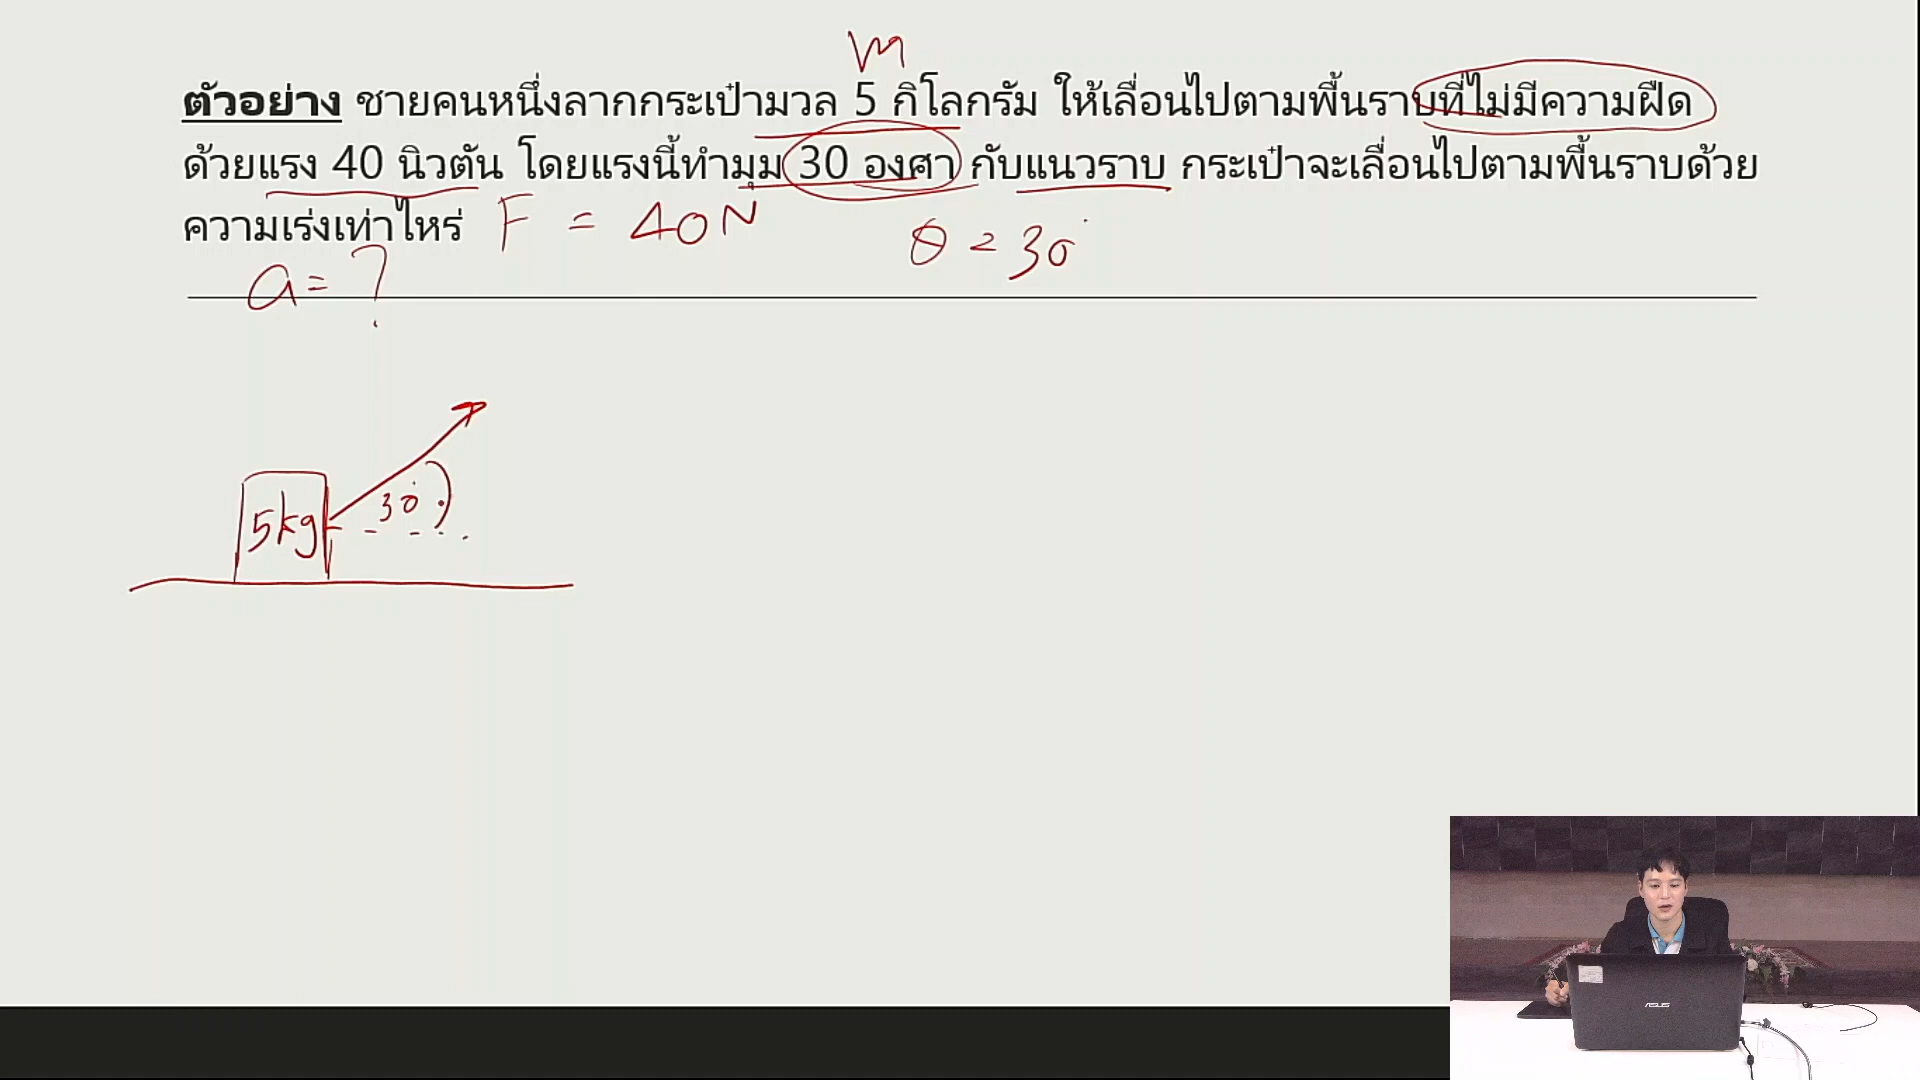 m
ตัวอย่าง ชายคนหนึ่งลากกระเป๋ามวล 5 กิโลกรัม ให้เลื่อนไปตามพื้นราบที่ไม่มีความฝืด
ด้วยแรง 40 นิวตัน โดยแรงนี้ทำมุม 30 องศา กับแนวราบ กระเป๋าจะเลื่อนไปตามพื้นราบด้วย
ความเร่งเท่าไหร่ F = 40N θ = 30°
a = ?
30°
5kg
ASUS